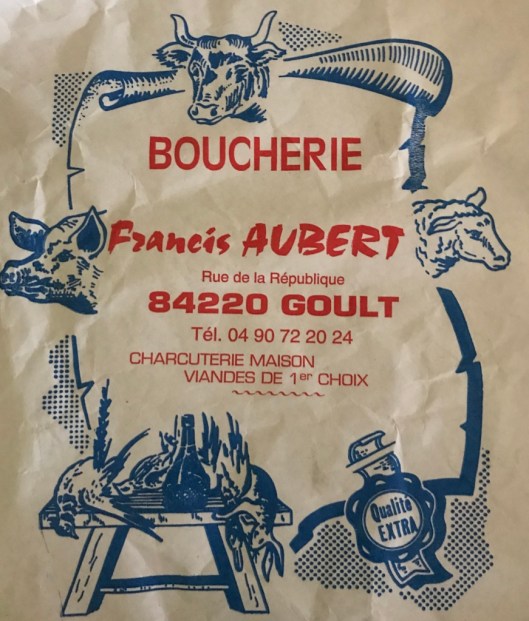 BOUCHERIE
Francis AUBERT
Rue de la République
84220 GOULT
Tél. 04 90 72 20 24
CHARCUTERIE MAISON
VIANDES DE 1er CHOIX
Qualité
EXTRA